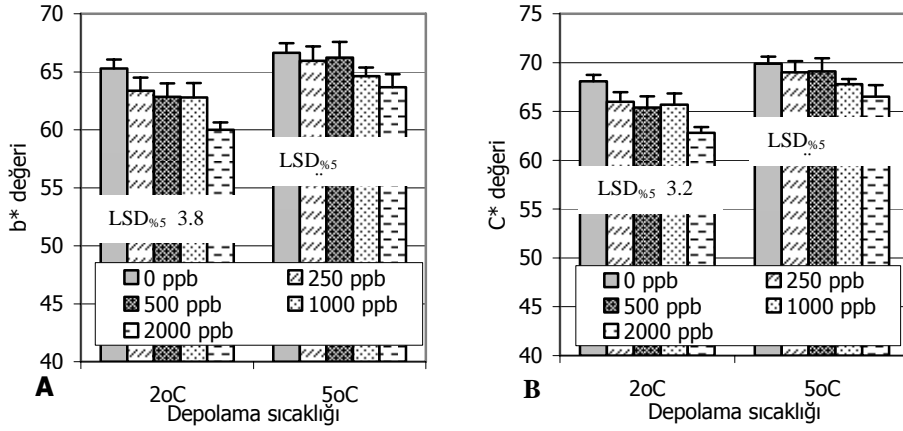 70
65
60
55
50
45
40
b* değeri
LSD%5 3.8
LSD%5 ..
0 ppb 250 ppb
500 ppb 1000 ppb
2000 ppb
2oC 5oC
Depolama sıcaklığı
A
75
70
65
60
55
50
45
40
C* değeri
LSD%5 3.2
LSD%5 ..
0 ppb 250 ppb
500 ppb 1000 ppb
2000 ppb
2oC 5oC
Depolama sıcaklığı
B